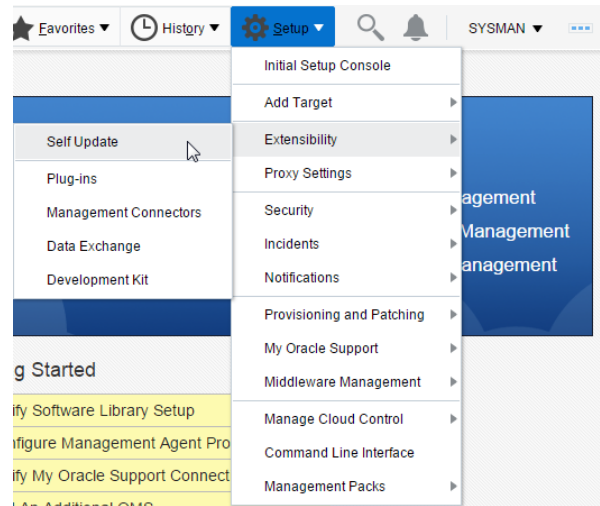 Favorites
History
Setup
SYSMAN
Initial Setup Console
Add Target
Extensibility
Proxy Settings
Security
Incidents
Notifications
Provisioning and Patching
My Oracle Support
Middleware Management
Manage Cloud Control
Command Line Interface
Management Packs
Self Update
Plug-ins
Management Connectors
Data Exchange
Development Kit
agement
Management
anagement
g Started
ify Software Library Setup
nfigure Management Agent Pro
ify My Oracle Support Connect
An Additional OMS